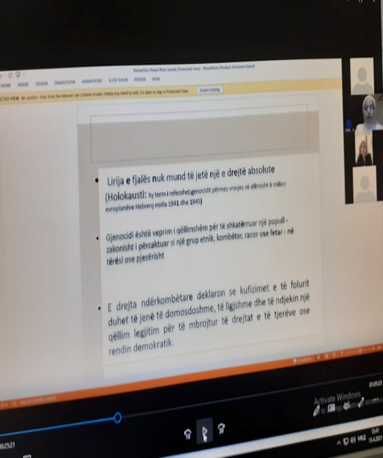 HOME INSERT DESIGN TRANSITIONS ANIMATIONS SLIDE SHOW REVIEW VIEW
Enable Editing
• Lirija e fjalës nuk mund të jetë një e drejtë absolute
(Holokausti: ky term i referohet genocidit përmes vrasjes së afërsisht 6 milion
europianëve Hebrenj midis 1941 dhe 1945)
• Gjenocidi është veprim i qëllimshëm për të shkatërruar një popull -
zakonisht i përcaktuar si një grup etnik, kombëtar, racor ose fetar - në
tërësi ose pjesërisht
• E drejta ndërkombëtare deklaron se kufizimet e të folurit
duhet të jenë të domosdoshme, të ligjshme dhe të ndjekin një
qëllim legjitim për të mbrojtur të drejtat e të tjerëve ose
rendin demokratik.
Activate Windows